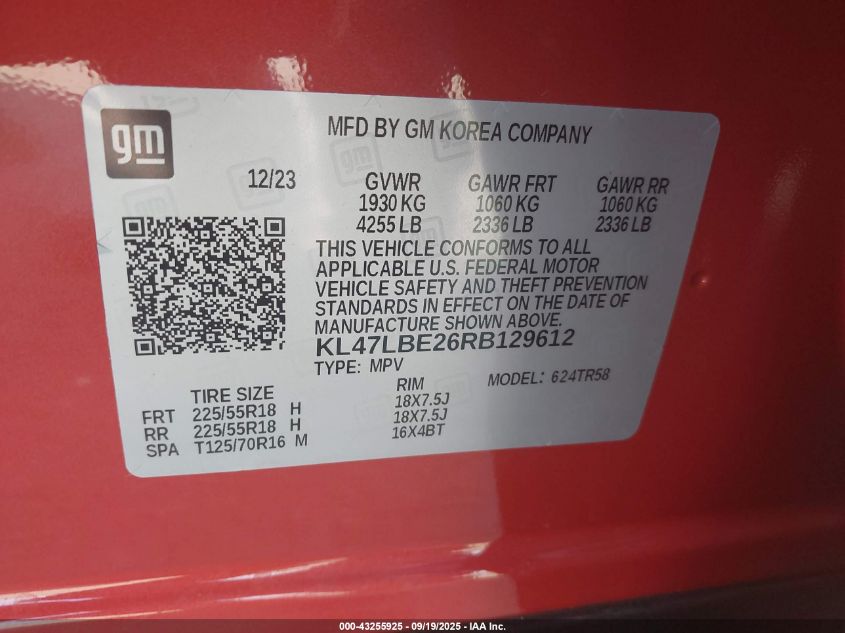 gm
MFD BY GM KOREA COMPANY
12/23
GVWR GAWR FRT GAWR RR
1930 KG 1060 KG 1060 KG
4255 LB 2336 LB 2336 LB
THIS VEHICLE CONFORMS TO ALL
APPLICABLE U.S. FEDERAL MOTOR
VEHICLE SAFETY AND THEFT PREVENTION
STANDARDS IN EFFECT ON THE DATE OF
MANUFACTURE SHOWN ABOVE.
KL47LBE26RB129612
TYPE: MPV
MODEL: 624TR58
TIRE SIZE RIM
FRT 225/55R18 H 18X7.5J
RR 225/55R18 H 18X7.5J
SPA T125/70R16 M 16X4BT
000-43255925 - 09/19/2025 - IAA Inc.